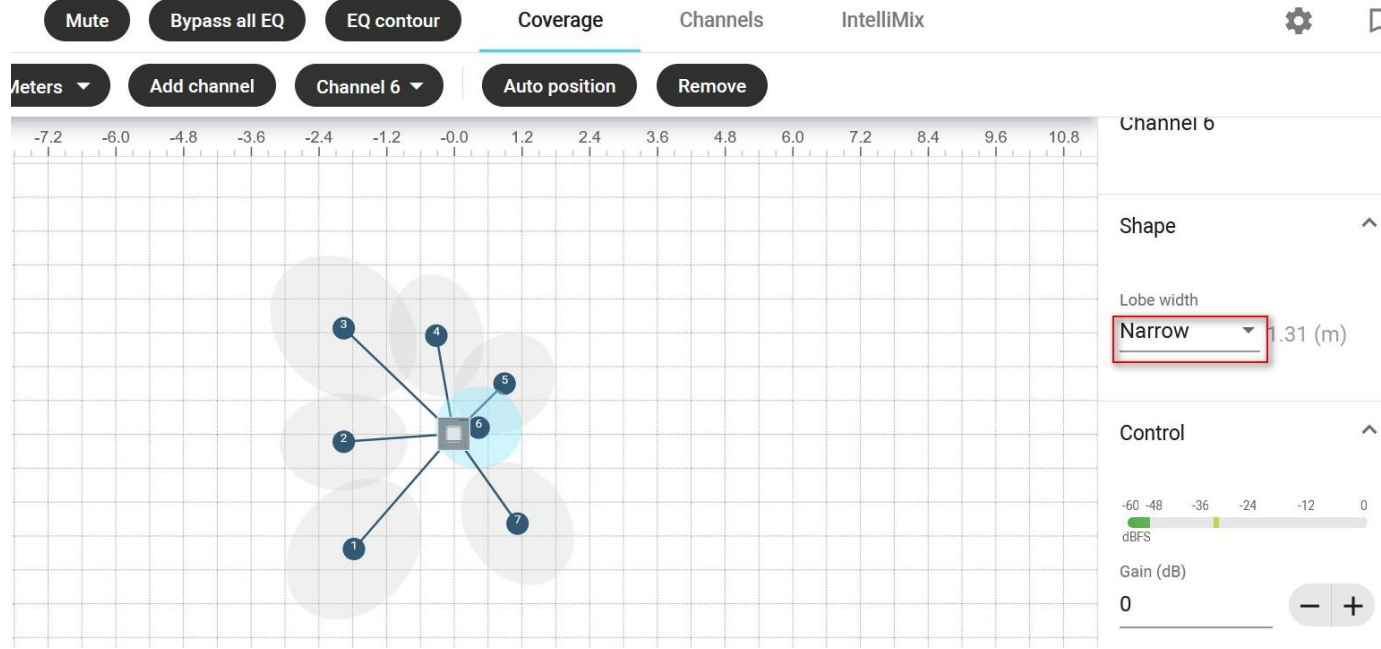 Mute Bypass all EQ EQ contour Coverage Channels IntelliMix
Meters Add channel Channel 6 Auto position Remove
-7.2 -6.0 -4.8 -3.6 -2.4 -1.2 -0.0 1.2 2.4 3.6 4.8 6.0 7.2 8.4 9.6 10.8
Channel 6
Shape
Lobe width
Narrow 1.31 (m)
3
4
5
6
2
7
1
Control
-60 -48 -36 -24 -12 0
dBFS
Gain (dB)
0
− +